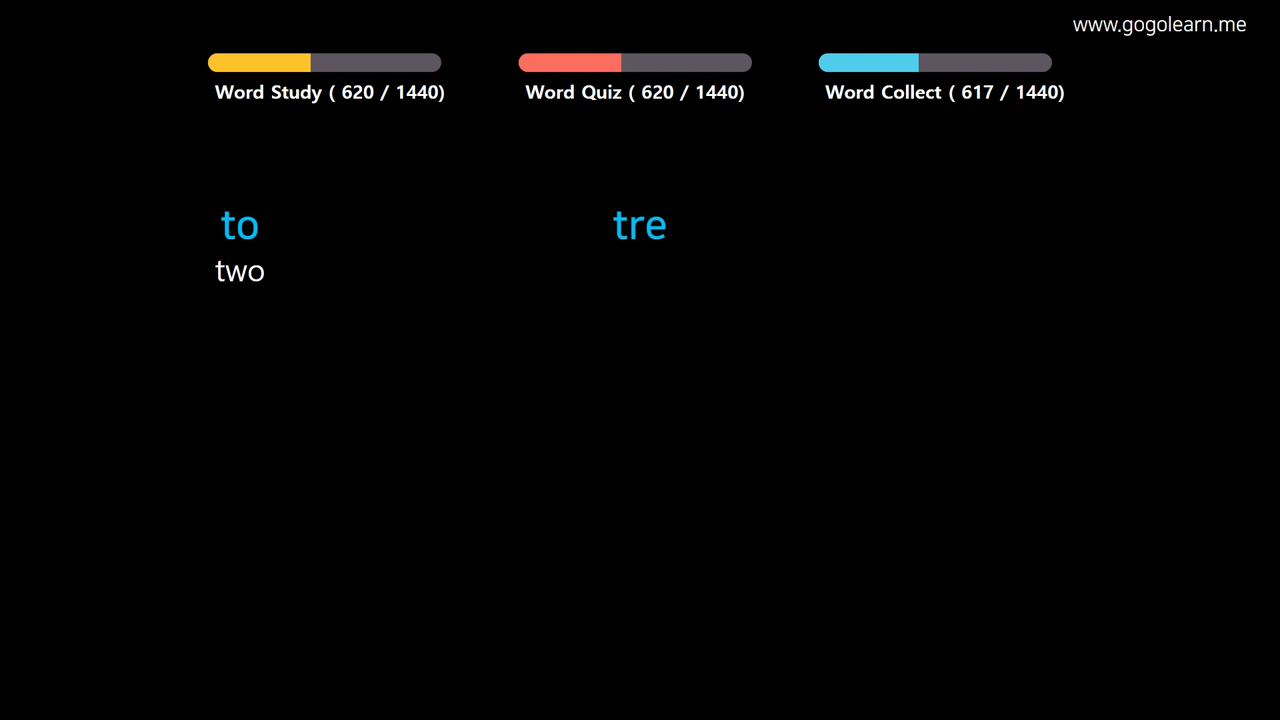 www.gogolearn.me
Word Study ( 620 / 1440)
Word Quiz ( 620 / 1440)
Word Collect ( 617 / 1440)
to
two
tre